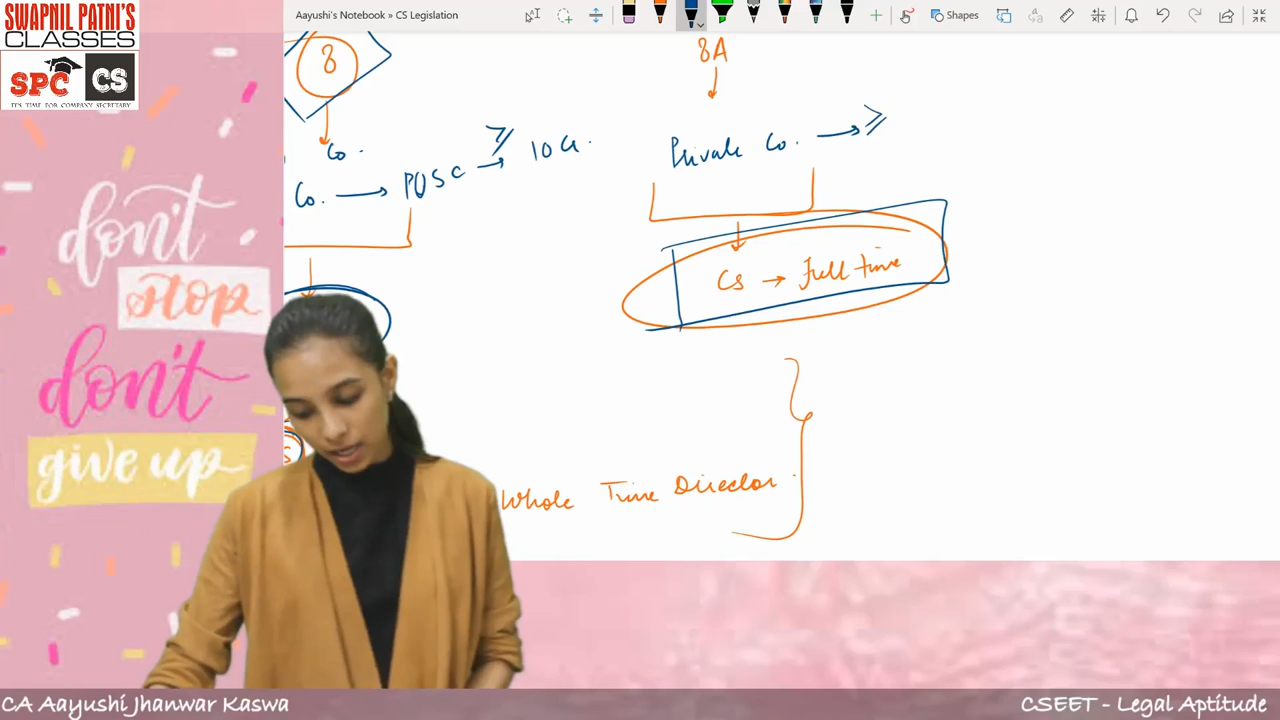 SWAPNIL PATNI'S
CLASSES
SPC CS
IT'S TIME FOR COMPANY SECRETARY
Aayushi's Notebook » CS Legislation
Shapes
8
8A
Co.
Co. → PUSC → ≥ 10 Cr.
Private Co. → ≥
CS → Full time
Whole Time Director
don't
stop
don't
give up
CA Aayushi Jhanwar Kaswa
CSEET - Legal Aptitude